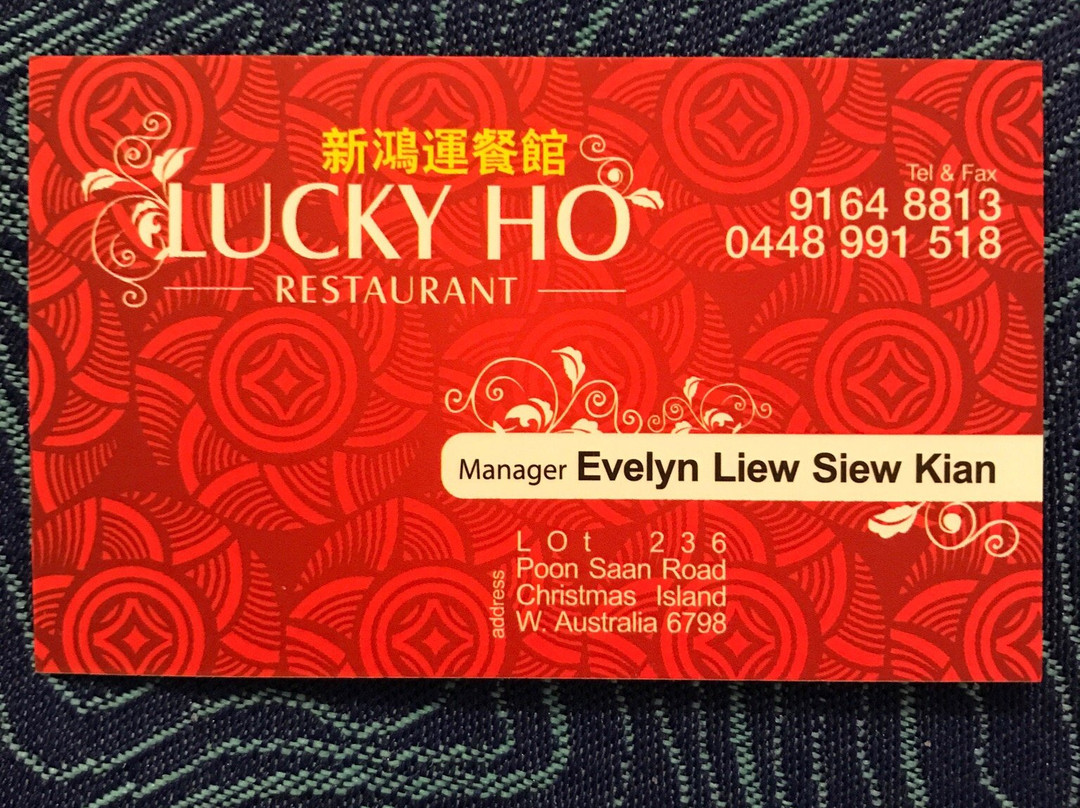 新鴻運餐館
LUCKY HO
RESTAURANT
Tel & Fax
9164 8813
0448 991 518
Manager Evelyn Liew Siew Kian
address
LOt 236
Poon Saan Road
Christmas Island
W. Australia 6798